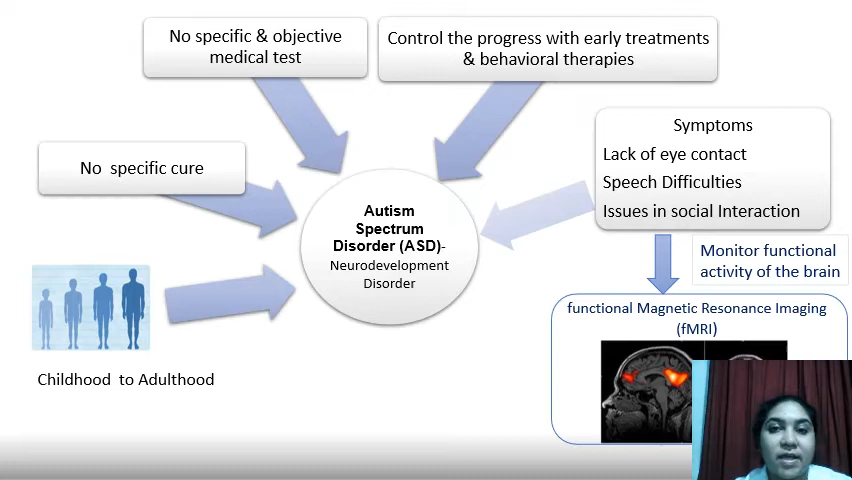 No specific & objective
medical test
Control the progress with early treatments
& behavioral therapies
No specific cure
Symptoms
Lack of eye contact
Speech Difficulties
Issues in social Interaction
Autism
Spectrum
Disorder (ASD)-
Neurodevelopment
Disorder
Monitor functional
activity of the brain
functional Magnetic Resonance Imaging
(fMRI)
Childhood to Adulthood